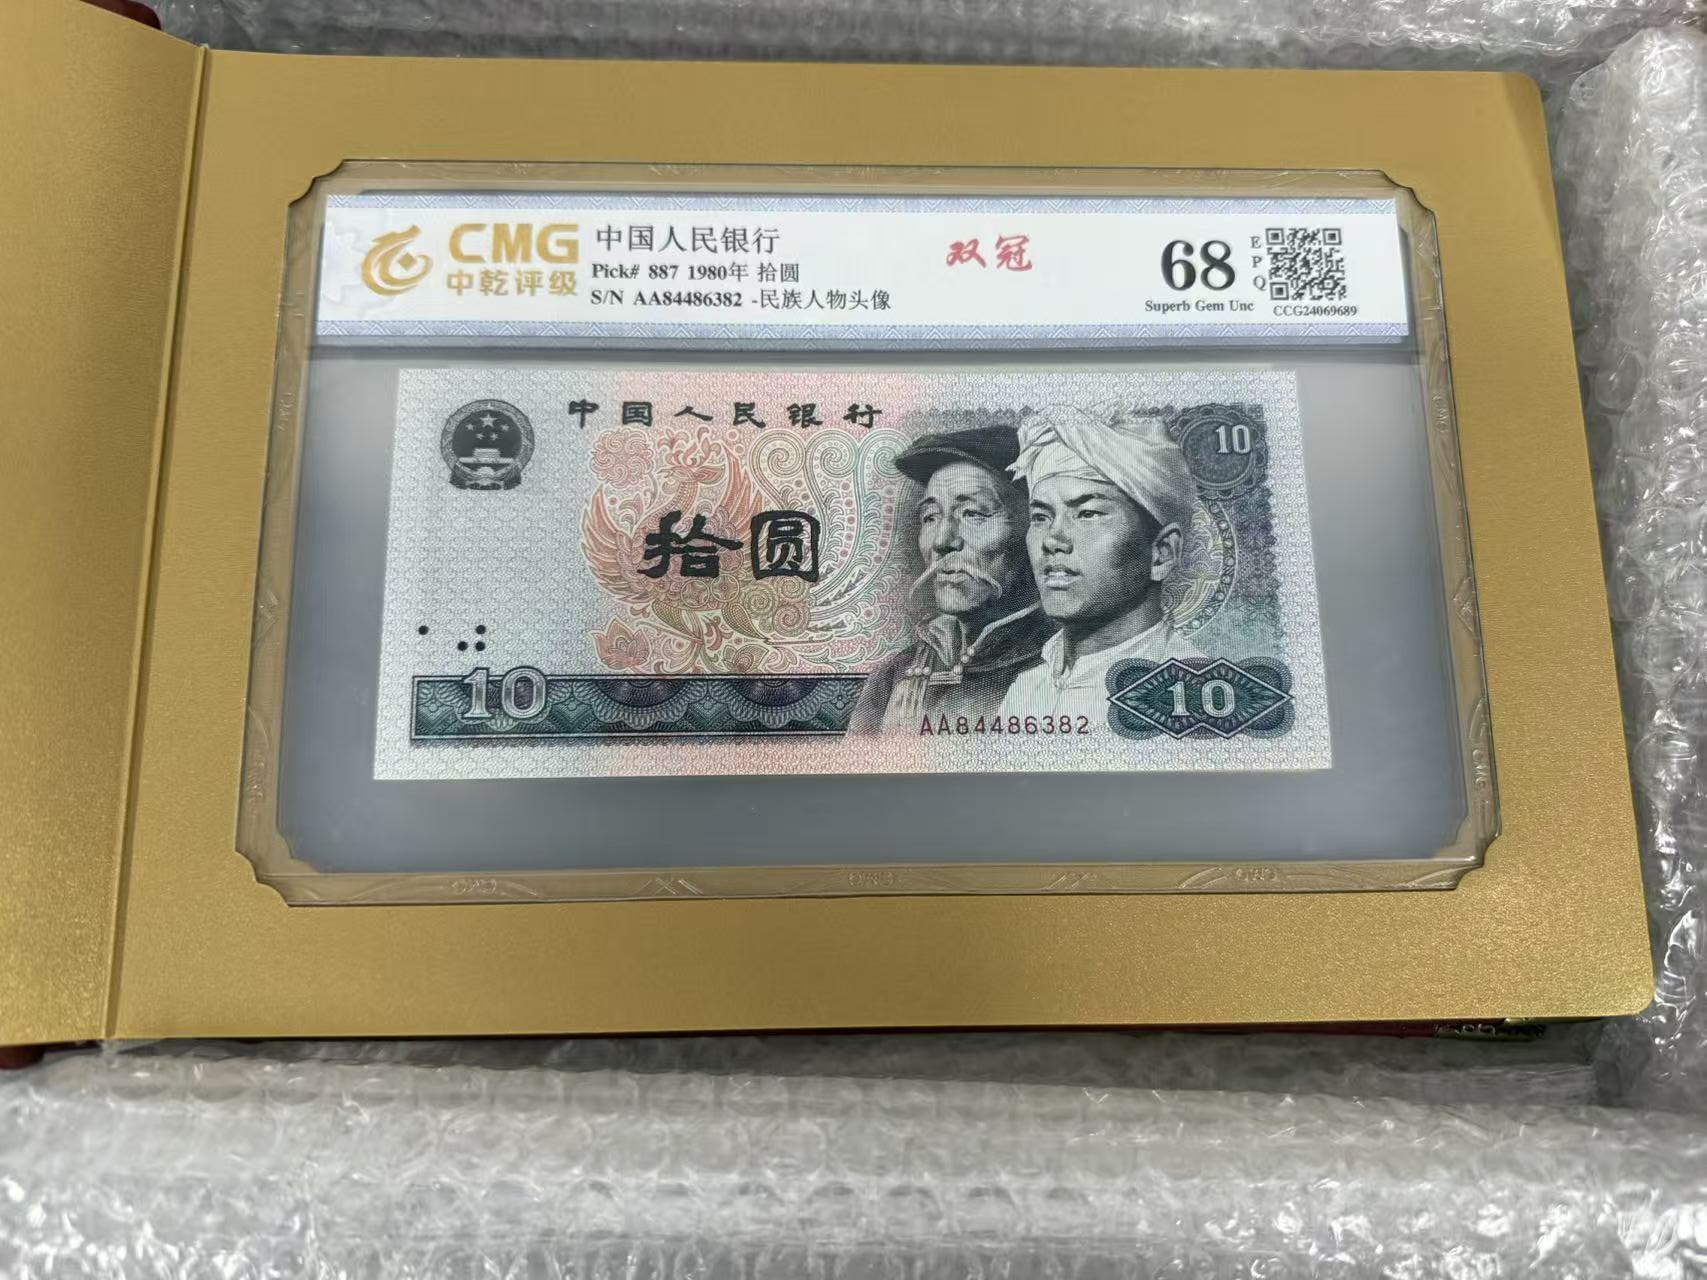 CMG
中乾评级
中国人民银行
Pick# 887 1980年 拾圆
S/N AA84486382 -民族人物头像
双冠
68
EPQ
Superb Gem Unc
CCG24069689
中国人民银行
10
拾圆
10
AA84486382
10